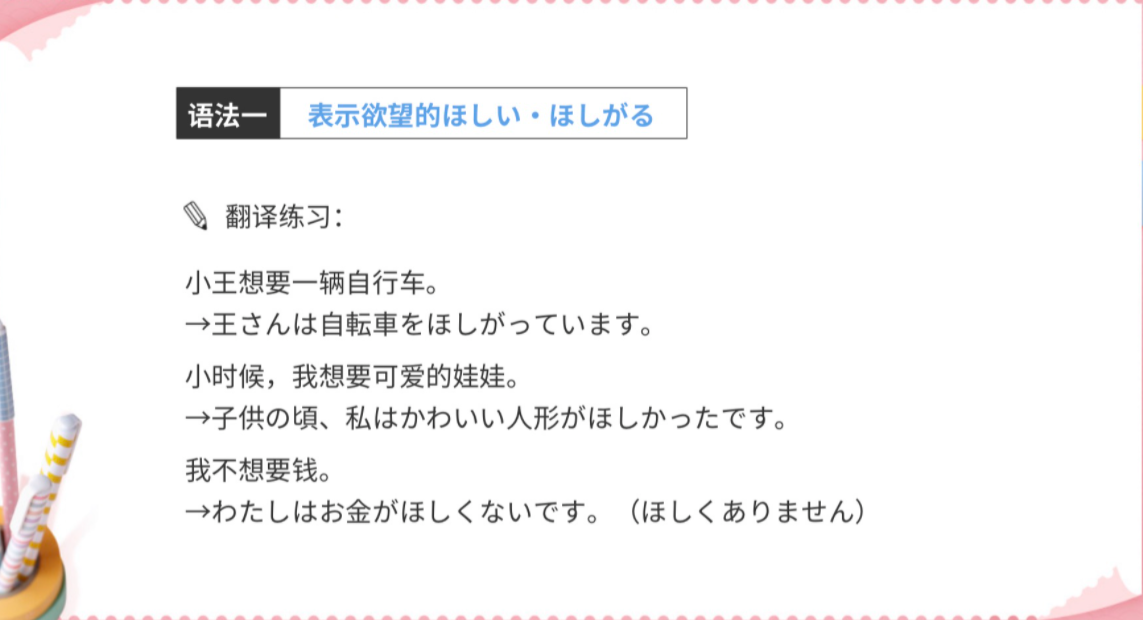 语法一 表示欲望的ほしい・ほしがる
翻译练习：
小王想要一辆自行车。
→王さんは自転車をほしがっています。
小时候，我想要可爱的娃娃。
→子供の頃、私はかわいい人形がほしかったです。
我不想要钱。
→わたしはお金がほしくないです。（ほしくありません）